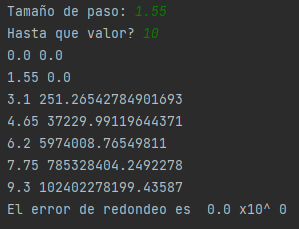 Tamaño de paso: 1.55
Hasta que valor? 10
0.0 0.0
1.55 0.0
3.1 251.26542784901693
4.65 37229.99119644371
6.2 5974008.76549811
7.75 785328404.2492278
9.3 102402278199.43587
El error de redondeo es  0.0 x10^ 0